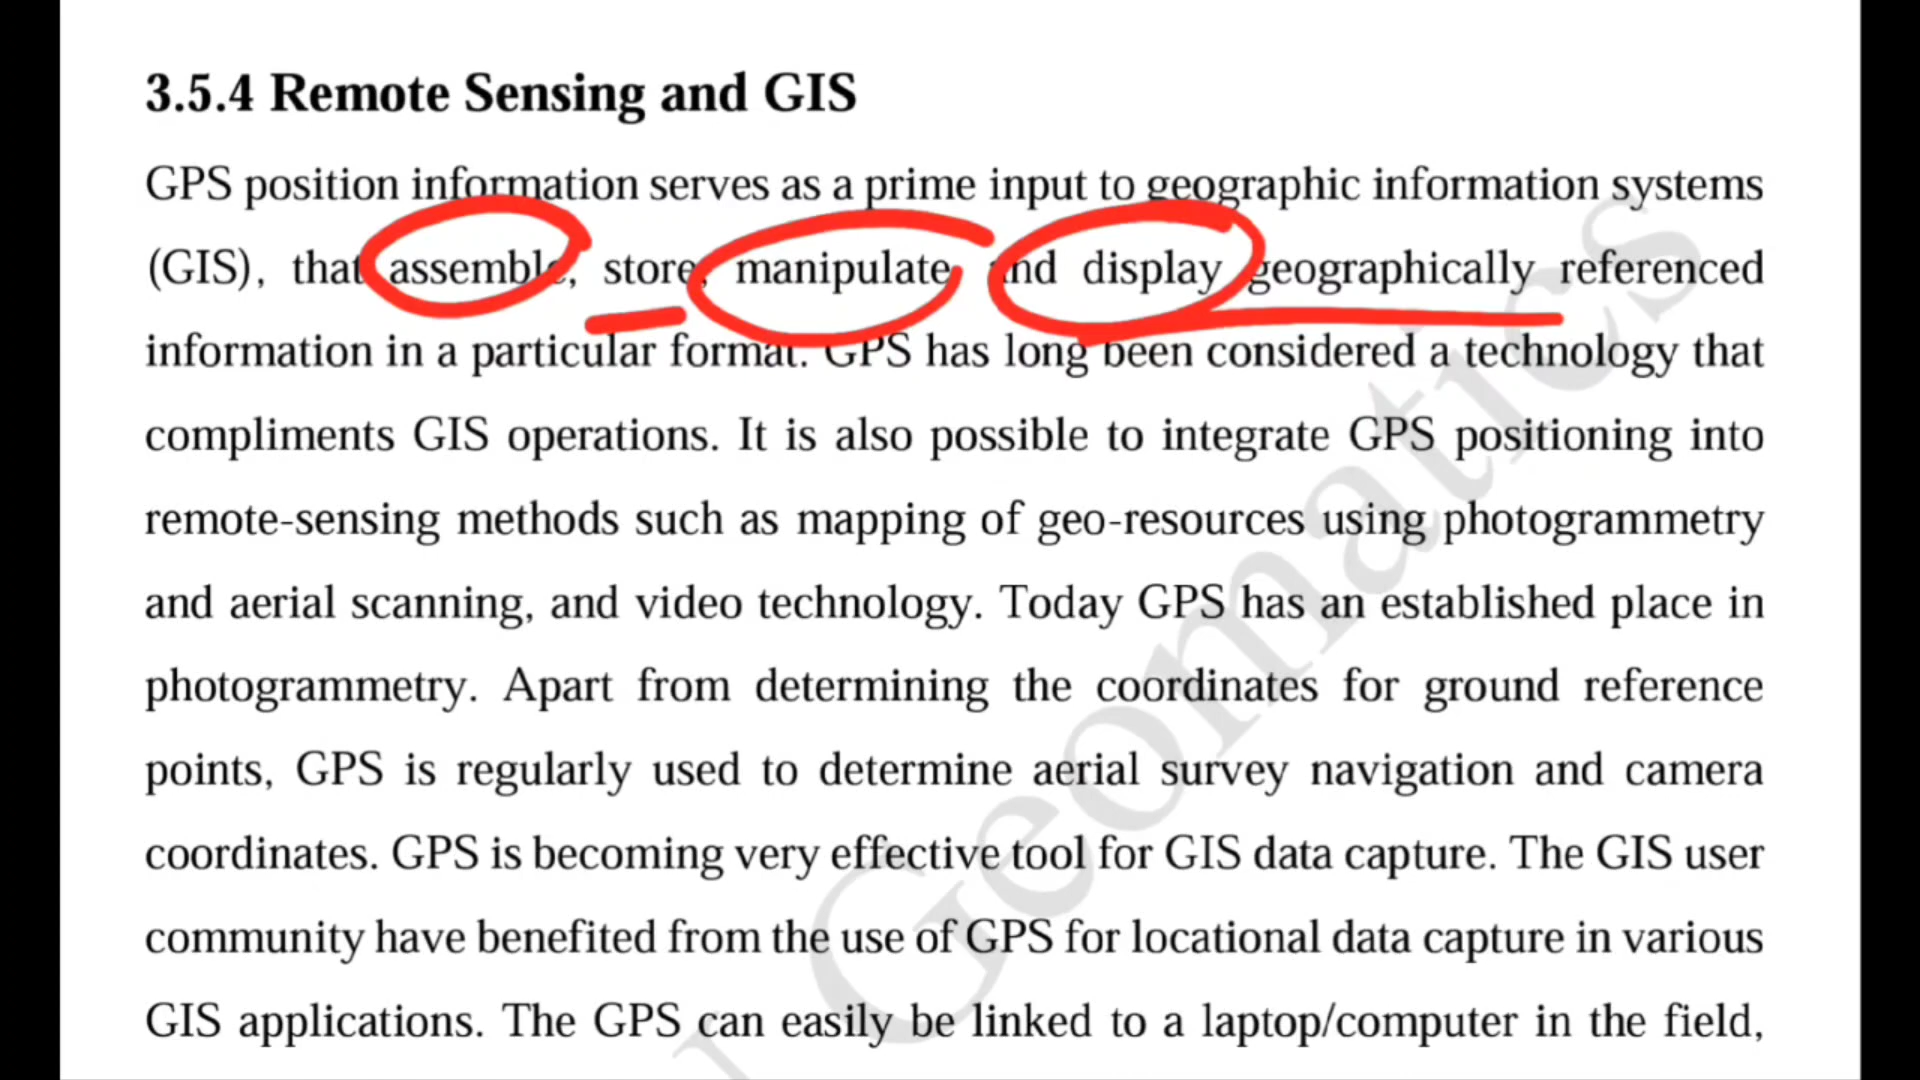 3.5.4 Remote Sensing and GIS
GPS position information serves as a prime input to geographic information systems
(GIS), that assemble, store, manipulate and display geographically referenced
information in a particular format. GPS has long been considered a technology that
compliments GIS operations. It is also possible to integrate GPS positioning into
remote-sensing methods such as mapping of geo-resources using photogrammetry
and aerial scanning, and video technology. Today GPS has an established place in
photogrammetry. Apart from determining the coordinates for ground reference
points, GPS is regularly used to determine aerial survey navigation and camera
coordinates. GPS is becoming very effective tool for GIS data capture. The GIS user
community have benefited from the use of GPS for locational data capture in various
GIS applications. The GPS can easily be linked to a laptop/computer in the field,
Geomatics